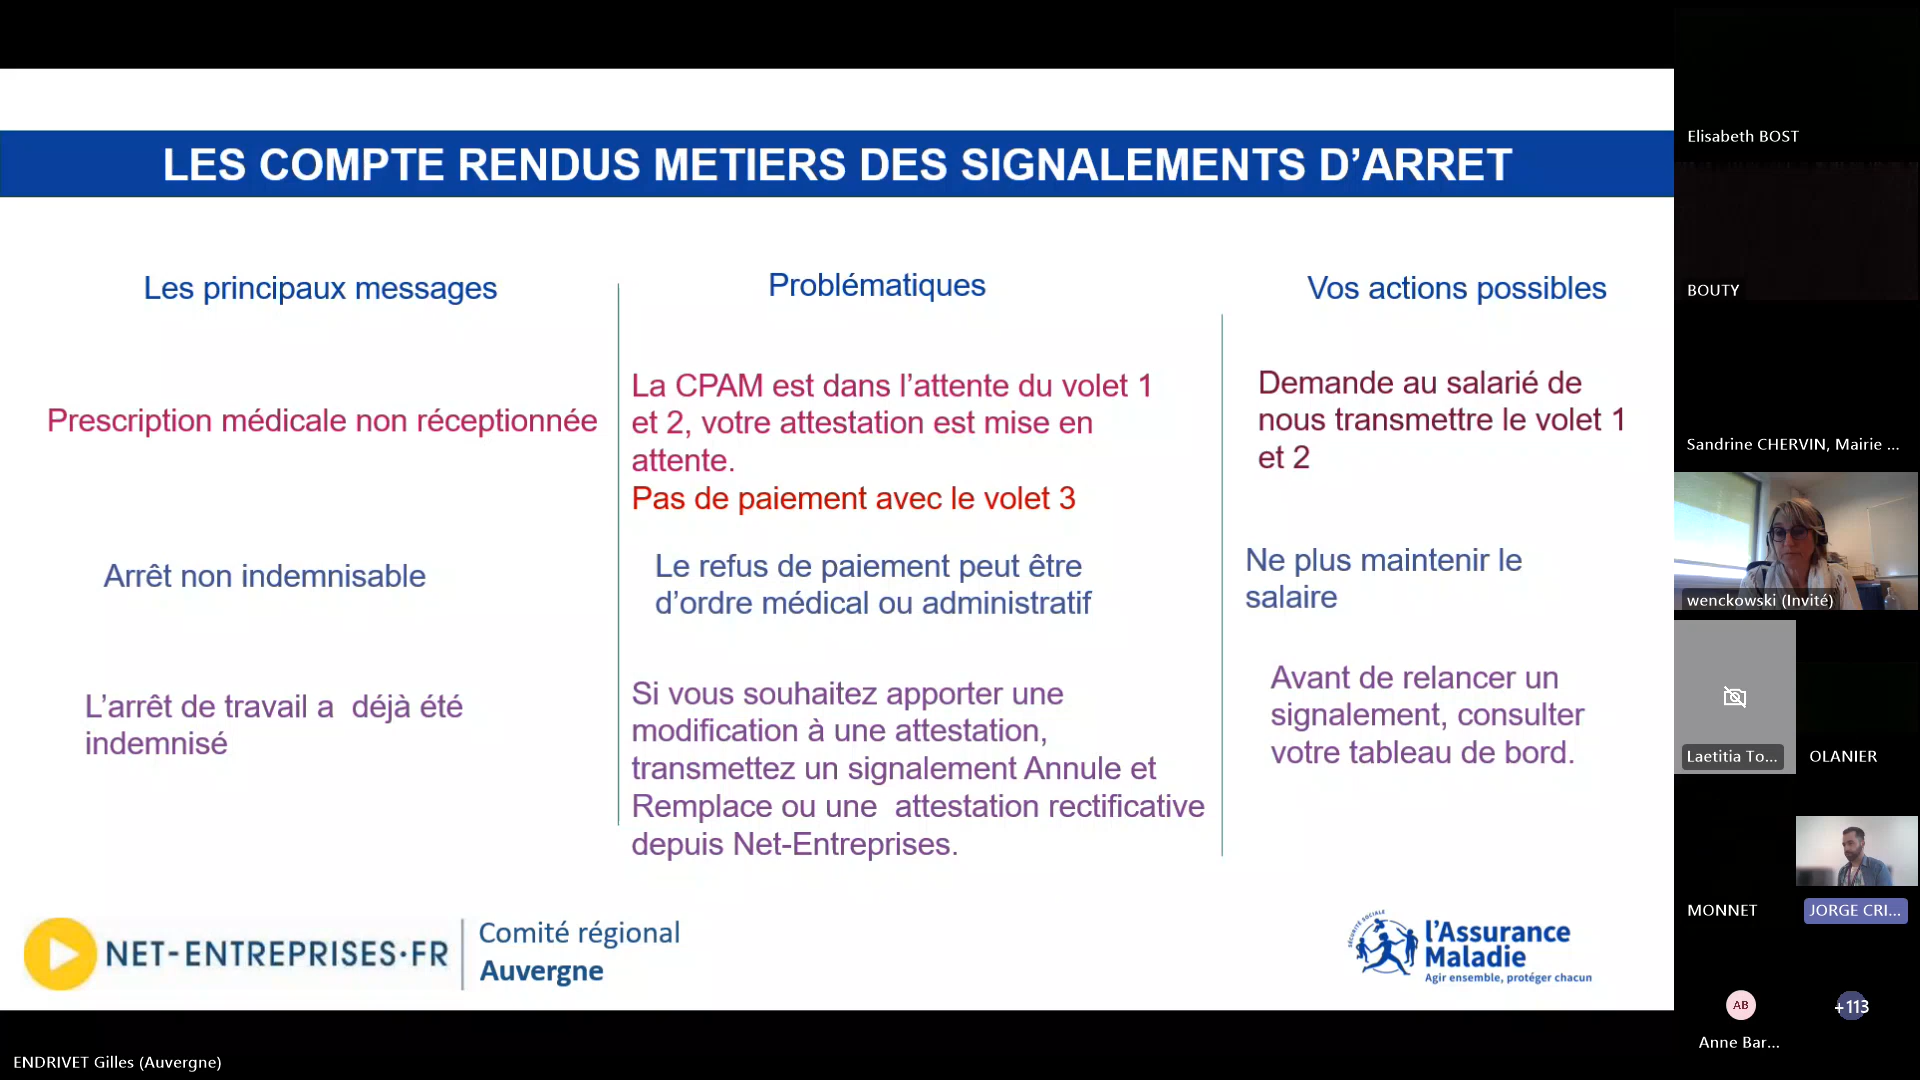 LES COMPTE RENDUS METIERS DES SIGNALEMENTS D’ARRET
Les principaux messages
Problématiques
Vos actions possibles
Prescription médicale non réceptionnée
La CPAM est dans l’attente du volet 1
et 2, votre attestation est mise en
attente.
Pas de paiement avec le volet 3
Demande au salarié de
nous transmettre le volet 1
et 2
Arrêt non indemnisable
Le refus de paiement peut être
d’ordre médical ou administratif
Ne plus maintenir le
salaire
L’arrêt de travail a  déjà été
indemnisé
Si vous souhaitez apporter une
modification à une attestation,
transmettez un signalement Annule et
Remplace ou une  attestation rectificative
depuis Net-Entreprises.
Avant de relancer un
signalement, consulter
votre tableau de bord.
NET-ENTREPRISES·FR
Comité régional
Auvergne
SÉCURITÉ SOCIALE
l’Assurance
Maladie
Agir ensemble, protéger chacun
ENDRIVET Gilles (Auvergne)
Elisabeth BOST
BOUTY
Sandrine CHERVIN, Mairie ...
wenckowski (Invité)
Laetitia To...
OLANIER
MONNET
JORGE CRI...
AB
+113
Anne Bar...